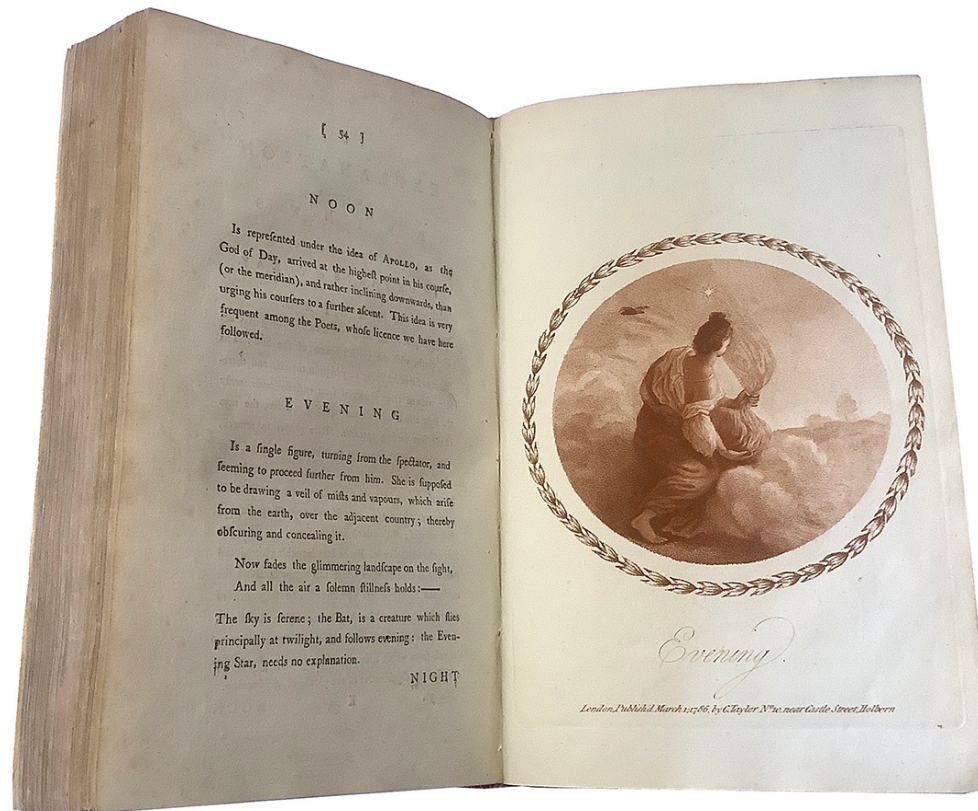 [ 54 ]
NOON
Is repreſented under the idea of APOLLO, as the
God of Day, arrived at the higheſt point in his courſe,
(or the meridian), and rather inclining downwards, than
urging his courſers to a further aſcent. This idea is very
frequent among the Poets, whoſe licence we have here
followed.
EVENING
Is a ſingle figure, turning from the ſpectator, and
ſeeming to proceed further from him. She is ſuppoſed
to be drawing a veil of miſts and vapours, which ariſe
from the earth, over the adjacent country; thereby
obſcuring and concealing it.
Now fades the glimmering landſcape on the ſight,
And all the air a ſolemn ſtillneſs holds:——
The ſky is ſerene; the Bat, is a creature which flies
principally at twilight, and follows evening: the Even-
ing Star, needs no explnation.
NIGHT
Evening.
London, Publiſh'd March 1, 1786, by C. Taylor Nº. 10. near Caſtle Street, Holborn